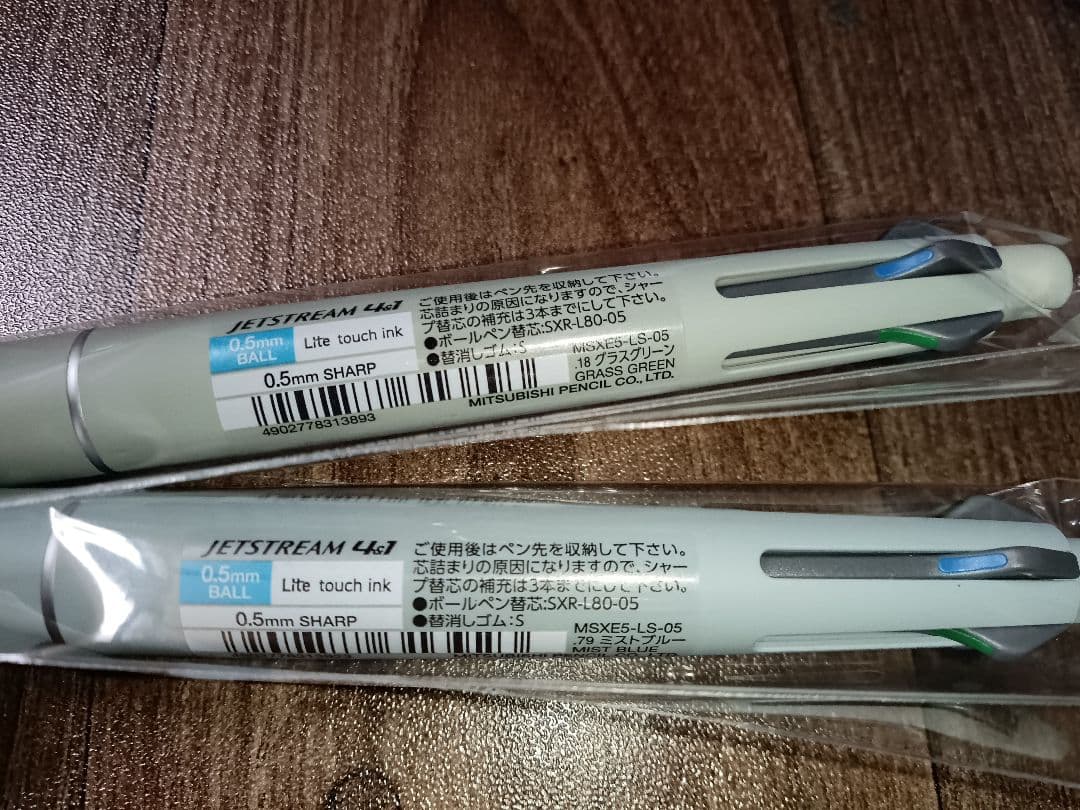 JETSTREAM 4&1
0.5mm BALL
Lite touch ink
0.5mm SHARP
4902778313893
ご使用後はペン先を収納して下さい。
芯詰まりの原因になりますので、シャー
プ替芯の補充は3本までにして下さい。
●ボールペン替芯:SXR-L80-05
●替消しゴム:S
MSXE5-LS-05
.18 グラスグリーン
GRASS GREEN
MITSUBISHI PENCIL CO., LTD.
JETSTREAM 4&1
0.5mm BALL
Lite touch ink
0.5mm SHARP
ご使用後はペン先を収納して下さい。
芯詰まりの原因になりますので、シャー
プ替芯の補充は3本までにして下さい。
●ボールペン替芯:SXR-L80-05
●替消しゴム:S
MSXE5-LS-05
.79 ミストブルー
MIST BLUE